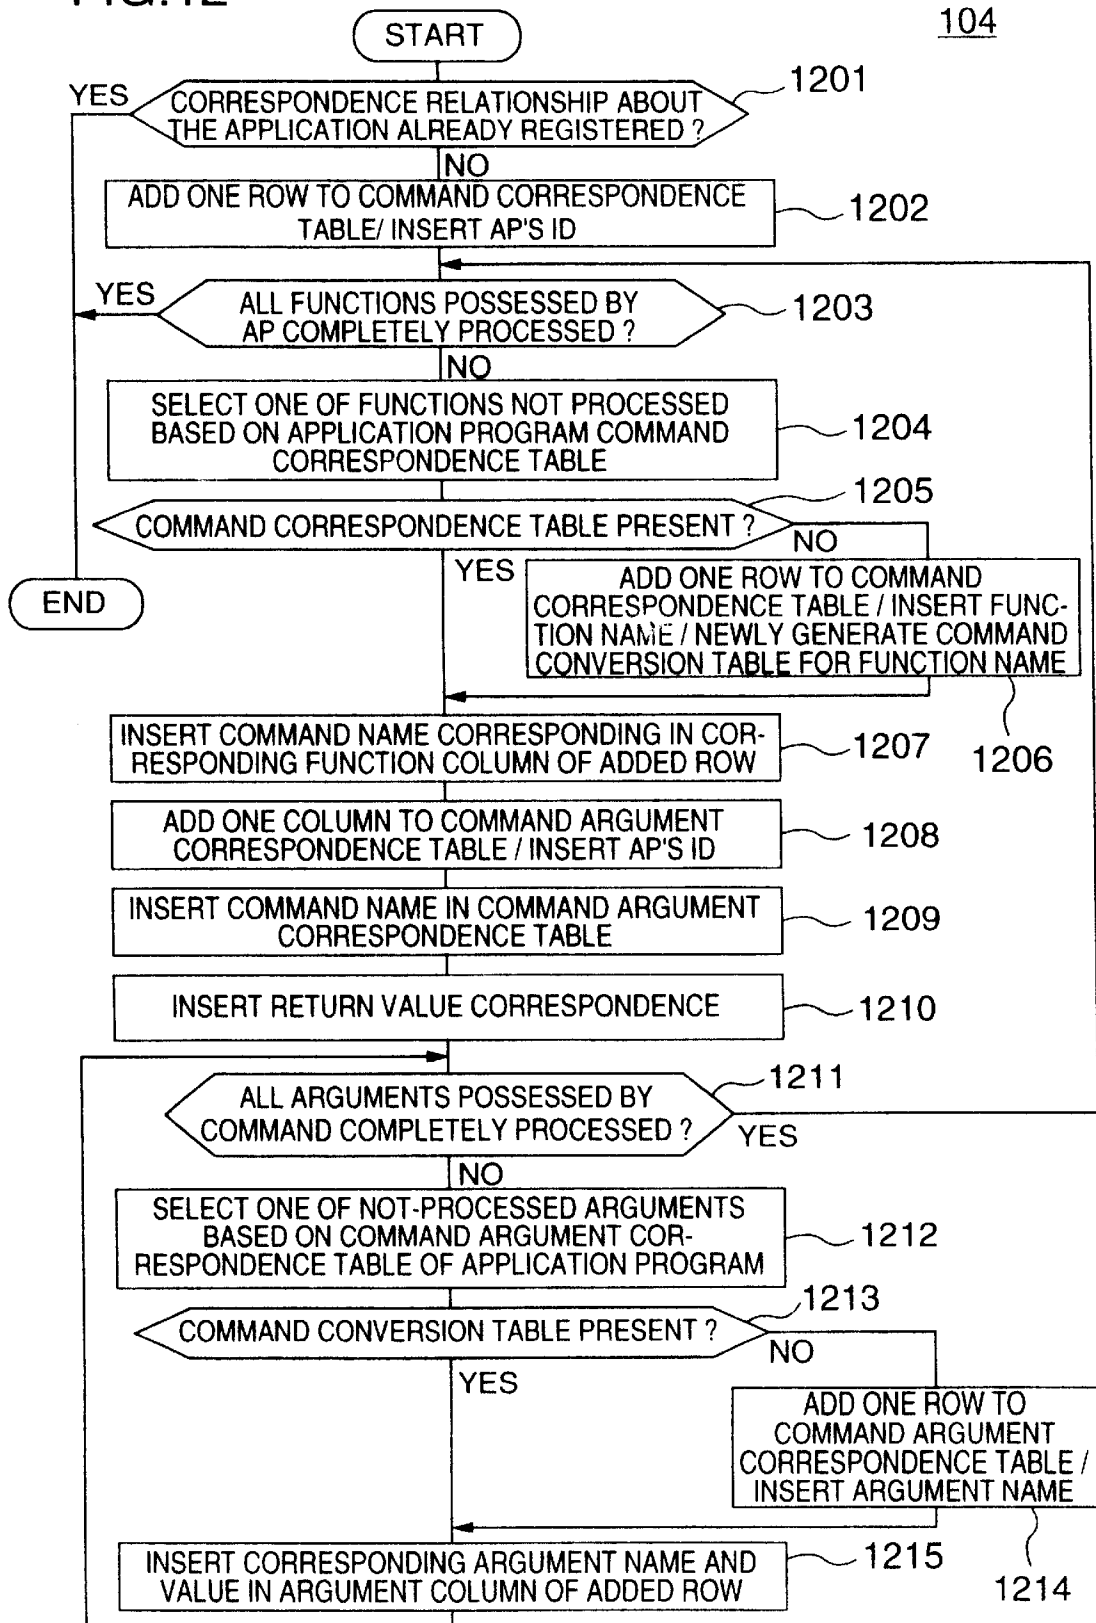 104
START
1201
YES
CORRESPONDENCE RELATIONSHIP ABOUT
THE APPLICATION ALREADY REGISTERED ?
NO
ADD ONE ROW TO COMMAND CORRESPONDENCE
TABLE/ INSERT AP'S ID
1202
YES
ALL FUNCTIONS POSSESSED BY
AP COMPLETELY PROCESSED ?
1203
NO
SELECT ONE OF FUNCTIONS NOT PROCESSED
BASED ON APPLICATION PROGRAM COMMAND
CORRESPONDENCE TABLE
1204
1205
COMMAND CORRESPONDENCE TABLE PRESENT ?
NO
YES
END
ADD ONE ROW TO COMMAND
CORRESPONDENCE TABLE / INSERT FUNC-
TION NAME / NEWLY GENERATE COMMAND
CONVERSION TABLE FOR FUNCTION NAME
1206
INSERT COMMAND NAME CORRESPONDING IN COR-
RESPONDING FUNCTION COLUMN OF ADDED ROW
1207
ADD ONE COLUMN TO COMMAND ARGUMENT
CORRESPONDENCE TABLE / INSERT AP'S ID
1208
INSERT COMMAND NAME IN COMMAND ARGUMENT
CORRESPONDENCE TABLE
1209
INSERT RETURN VALUE CORRESPONDENCE
1210
1211
ALL ARGUMENTS POSSESSED BY
COMMAND COMPLETELY PROCESSED ?
YES
NO
SELECT ONE OF NOT-PROCESSED ARGUMENTS
BASED ON COMMAND ARGUMENT COR-
RESPONDENCE TABLE OF APPLICATION PROGRAM
1212
1213
COMMAND CONVERSION TABLE PRESENT ?
NO
YES
ADD ONE ROW TO
COMMAND ARGUMENT
CORRESPONDENCE TABLE /
INSERT ARGUMENT NAME
1214
INSERT CORRESPONDING ARGUMENT NAME AND
VALUE IN ARGUMENT COLUMN OF ADDED ROW
1215